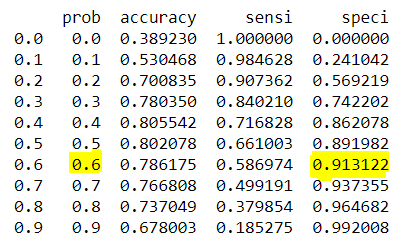 prob accuracy sensi speci
0.0 0.0 0.389230 1.000000 0.000000
0.1 0.1 0.530468 0.984628 0.241042
0.2 0.2 0.700835 0.907362 0.569219
0.3 0.3 0.780350 0.840210 0.742202
0.4 0.4 0.805542 0.716828 0.862078
0.5 0.5 0.802078 0.661003 0.891982
0.6 0.6 0.786175 0.586974 0.913122
0.7 0.7 0.766808 0.499191 0.937355
0.8 0.8 0.737049 0.379854 0.964682
0.9 0.9 0.678003 0.185275 0.992008